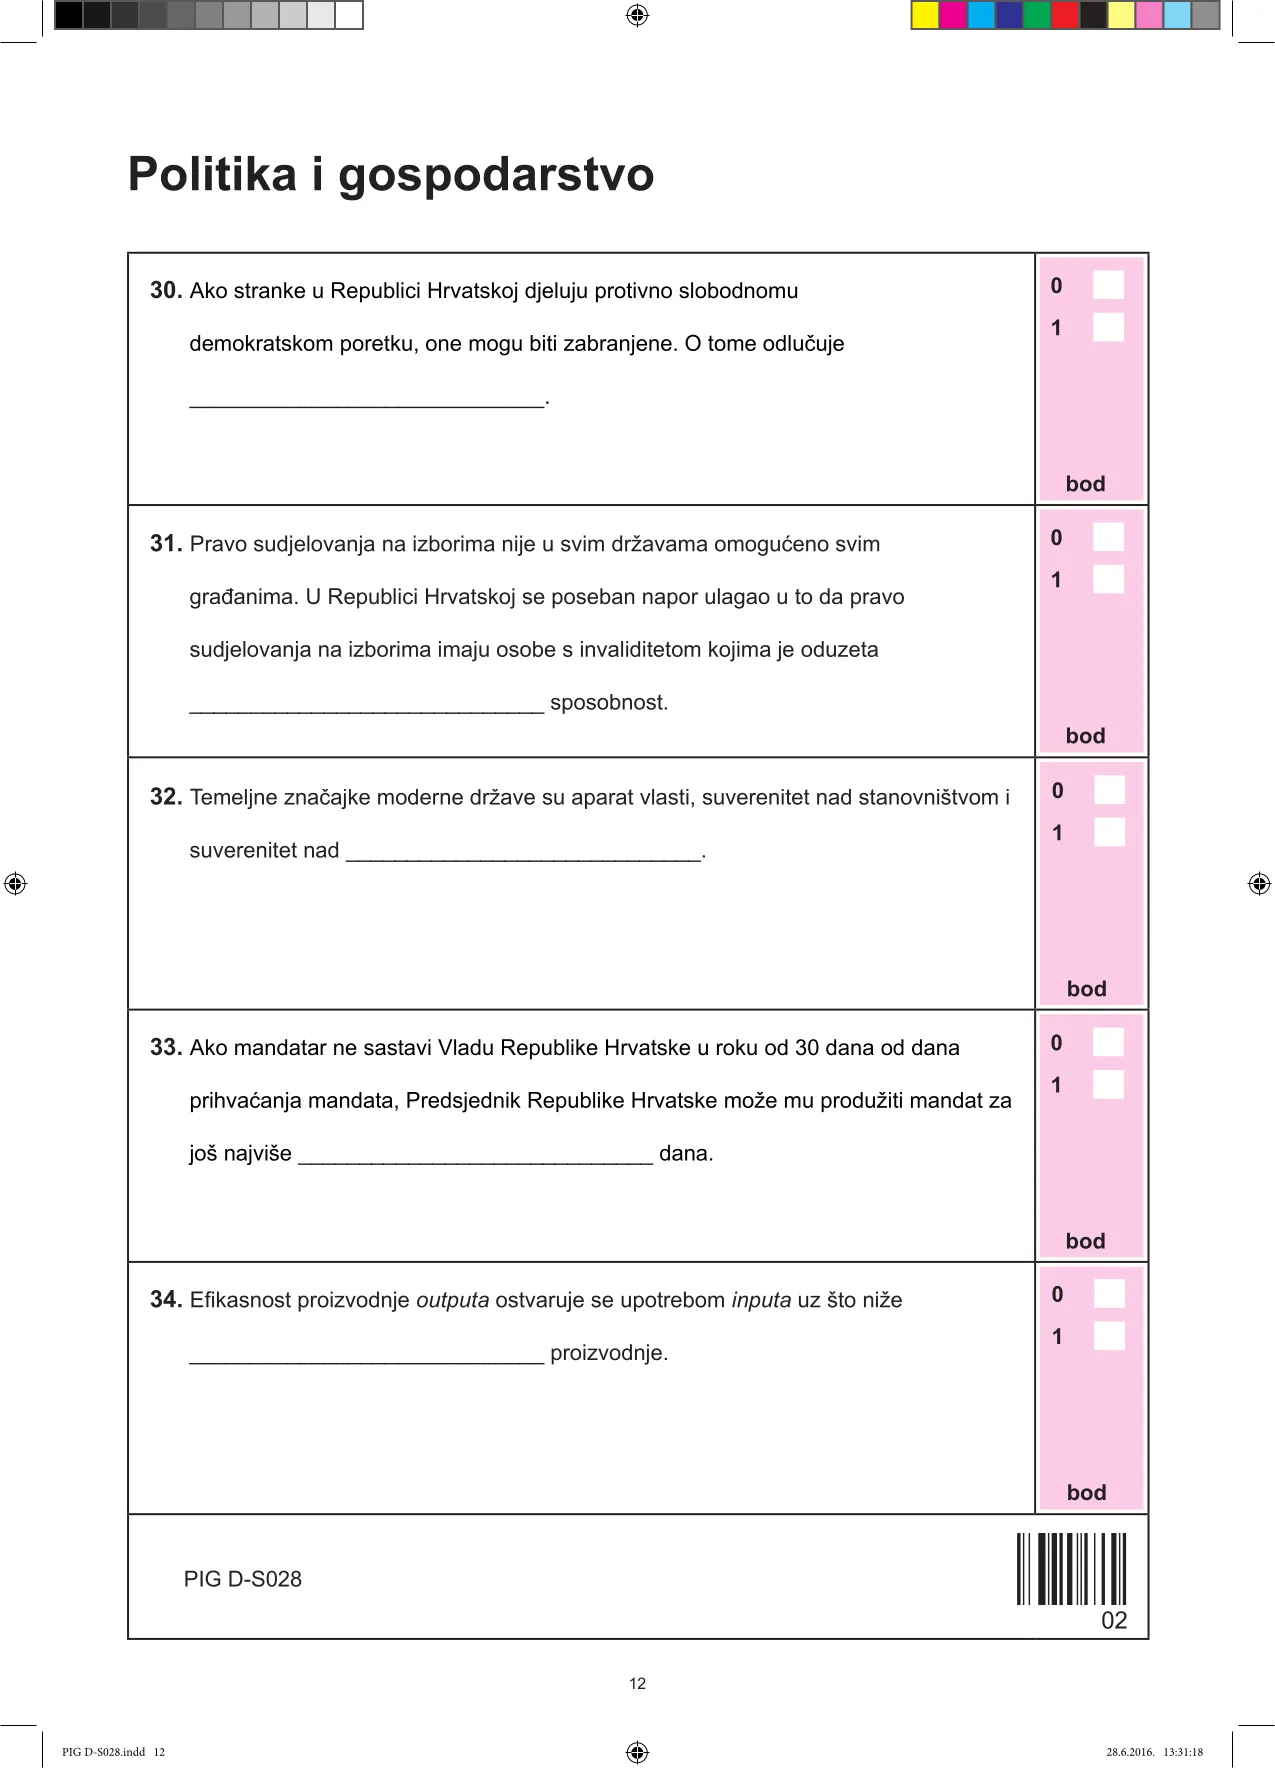 Politika i gospodarstvo
30. Ako stranke u Republici Hrvatskoj djeluju protivno slobodnomu
demokratskom poretku, one mogu biti zabranjene. O tome odlučuje
_____________________________.
0
1
bod
31. Pravo sudjelovanja na izborima nije u svim državama omogućeno svim
građanima. U Republici Hrvatskoj se poseban napor ulagao u to da pravo
sudjelovanja na izborima imaju osobe s invaliditetom kojima je oduzeta
_____________________________ sposobnost.
0
1
bod
32. Temeljne značajke moderne države su aparat vlasti, suverenitet nad stanovništvom i
suverenitet nad _____________________________.
0
1
bod
33. Ako mandatar ne sastavi Vladu Republike Hrvatske u roku od 30 dana od dana
prihvaćanja mandata, Predsjednik Republike Hrvatske može mu produžiti mandat za
još najviše _____________________________ dana.
0
1
bod
34. Efikasnost proizvodnje outputa ostvaruje se upotrebom inputa uz što niže
_____________________________ proizvodnje.
0
1
bod
PIG D-S028
02
12
PIG D-S028.indd 12
28.6.2016. 13:31:18